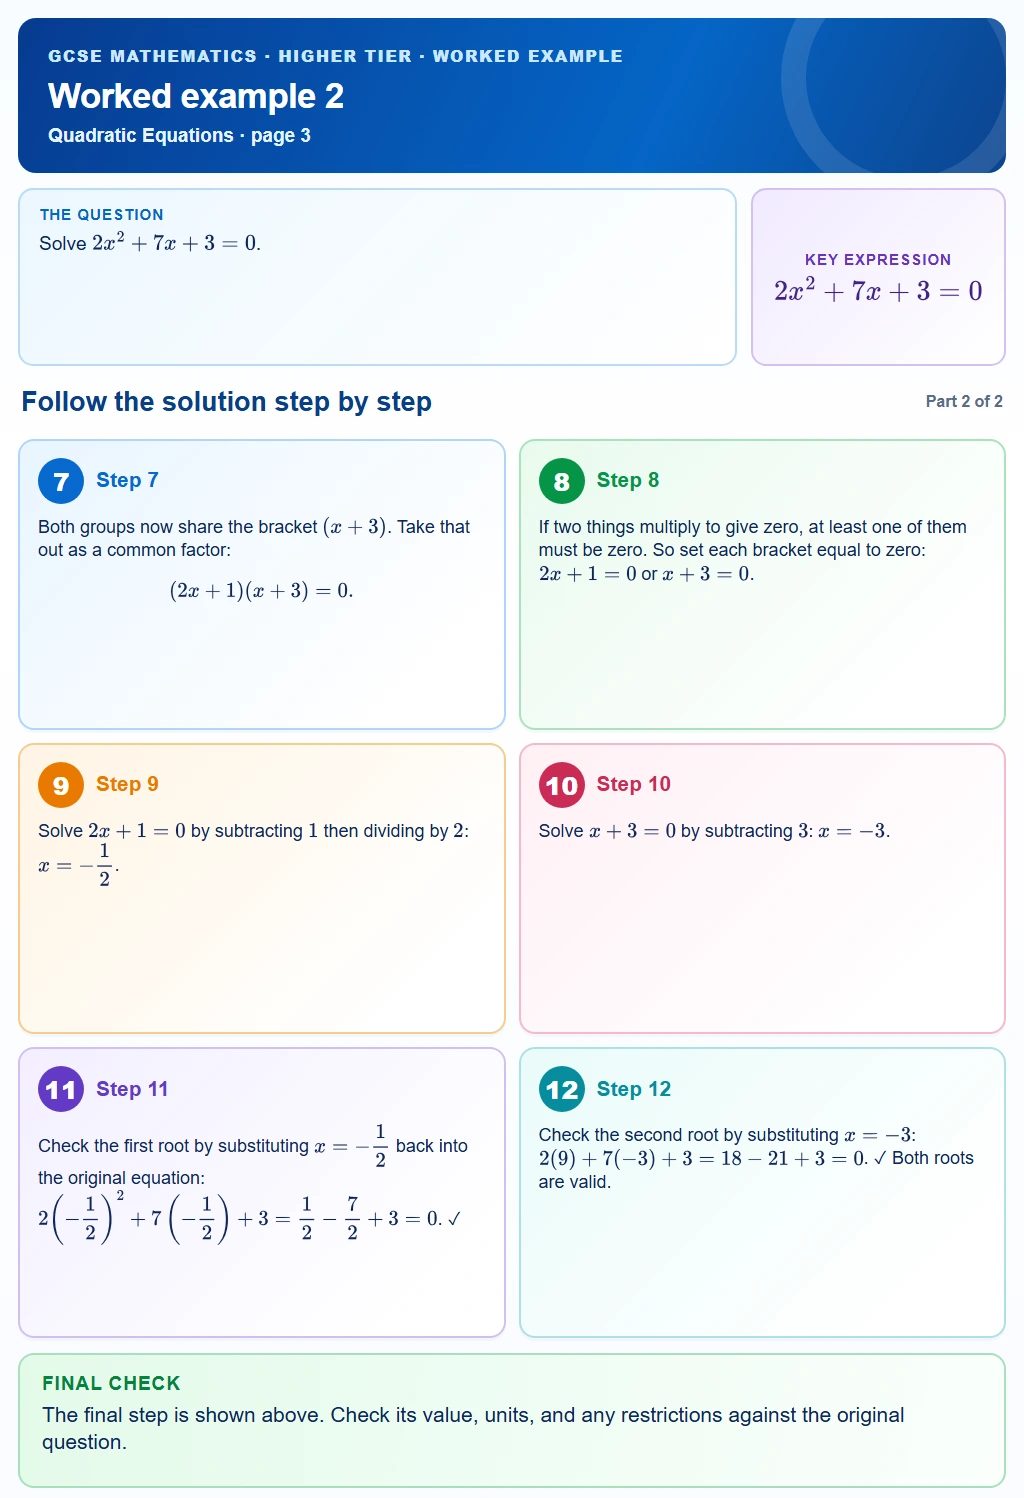 GCSE MATHEMATICS · HIGHER TIER · WORKED EXAMPLE
Worked example 2
Quadratic Equations · page 3
THE QUESTION
Solve 2x² + 7x + 3 = 0.
KEY EXPRESSION
2x² + 7x + 3 = 0
Follow the solution step by step
Part 2 of 2
7 Step 7
Both groups now share the bracket (x + 3). Take that
out as a common factor:
(2x + 1)(x + 3) = 0.
8 Step 8
If two things multiply to give zero, at least one of them
must be zero. So set each bracket equal to zero:
2x + 1 = 0 or x + 3 = 0.
9 Step 9
Solve 2x + 1 = 0 by subtracting 1 then dividing by 2:
x = −1/2.
10 Step 10
Solve x + 3 = 0 by subtracting 3: x = −3.
11 Step 11
Check the first root by substituting x = −1/2 back into
the original equation:
2(−1/2)² + 7(−1/2) + 3 = 1/2 − 7/2 + 3 = 0. ✓
12 Step 12
Check the second root by substituting x = −3:
2(9) + 7(−3) + 3 = 18 − 21 + 3 = 0. ✓ Both roots
are valid.
FINAL CHECK
The final step is shown above. Check its value, units, and any restrictions against the original
question.